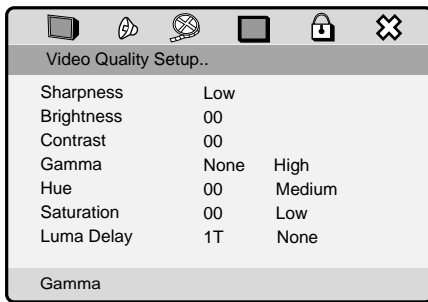 Video Quality Setup..
Sharpness Low
Brightness 00
Contrast 00
Gamma None High
Hue 00 Medium
Saturation 00 Low
Luma Delay 1T None
Gamma